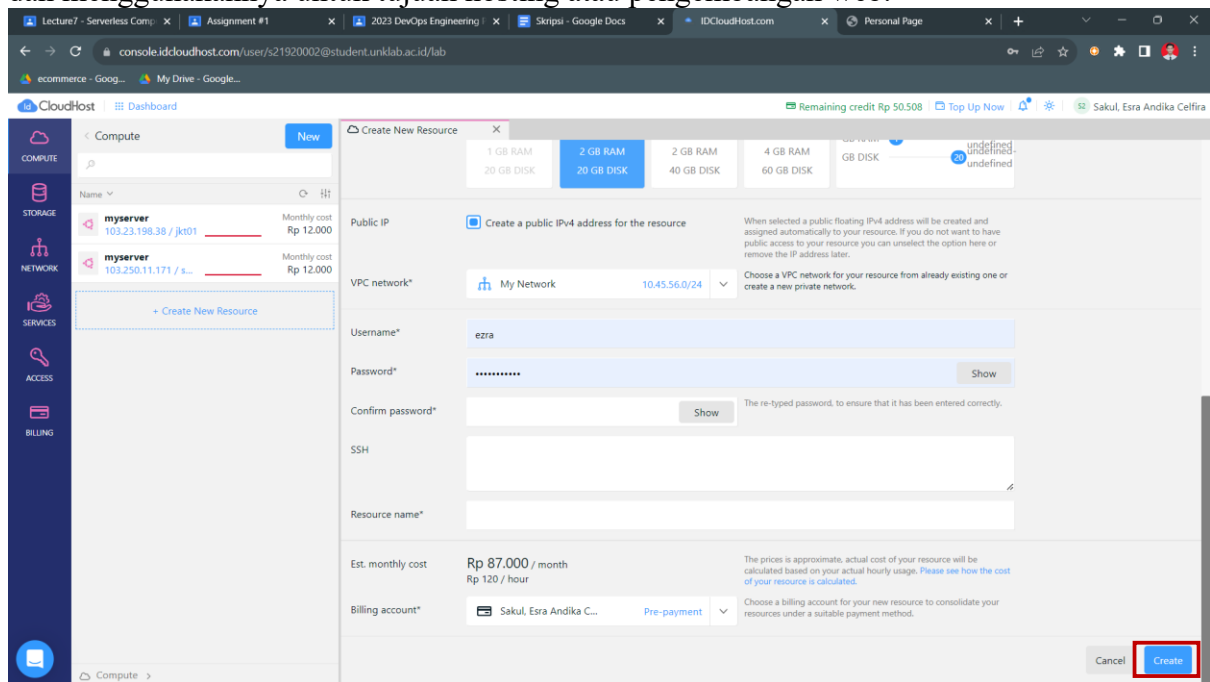 dan menggunakannya untuk tujuan hosting atau pengembangan web.
Lecture7 - Serverless Comp
Assignment #1
2023 DevOps Engineering
Skripsi - Google Docs
IDCloudHost.com
Personal Page
console.idcloudhost.com/user/s21920002@student.unklab.ac.id/lab
ecommerce - Goog...
My Drive - Google...
CloudHost
Dashboard
Remaining credit Rp 50.508
Top Up Now
S2
Sakul, Esra Andika Celfira
COMPUTE
STORAGE
NETWORK
SERVICES
ACCESS
BILLING
< Compute
New
Name
myserver
Monthly cost
103.23.198.38 / jkt01
Rp 12.000
myserver
Monthly cost
103.250.11.171 / s...
Rp 12.000
+ Create New Resource
Compute >
Create New Resource
1 GB RAM
20 GB DISK
2 GB RAM
20 GB DISK
2 GB RAM
40 GB DISK
4 GB RAM
60 GB DISK
GB DISK
20
undefined
undefined-
undefined
Public IP
Create a public IPv4 address for the resource
When selected a public floating IPv4 address will be created and
assigned automatically to your resource. If you do not want to have
public access to your resource you can unselect the option here or
remove the IP address later.
VPC network*
My Network
10.45.56.0/24
Choose a VPC network for your resource from already existing one or
create a new private network.
Username*
ezra
Password*
•••••••••••
Show
Confirm password*
Show
The re-typed password, to ensure that it has been entered correctly.
SSH
Resource name*
Est. monthly cost
Rp 87.000 / month
Rp 120 / hour
The prices is approximate, actual cost of your resource will be
calculated based on your actual hourly usage. Please see how the cost
of your resource is calculated.
Billing account*
Sakul, Esra Andika C...
Pre-payment
Choose a billing account for your new resource to consolidate your
resources under a suitable payment method.
Cancel
Create